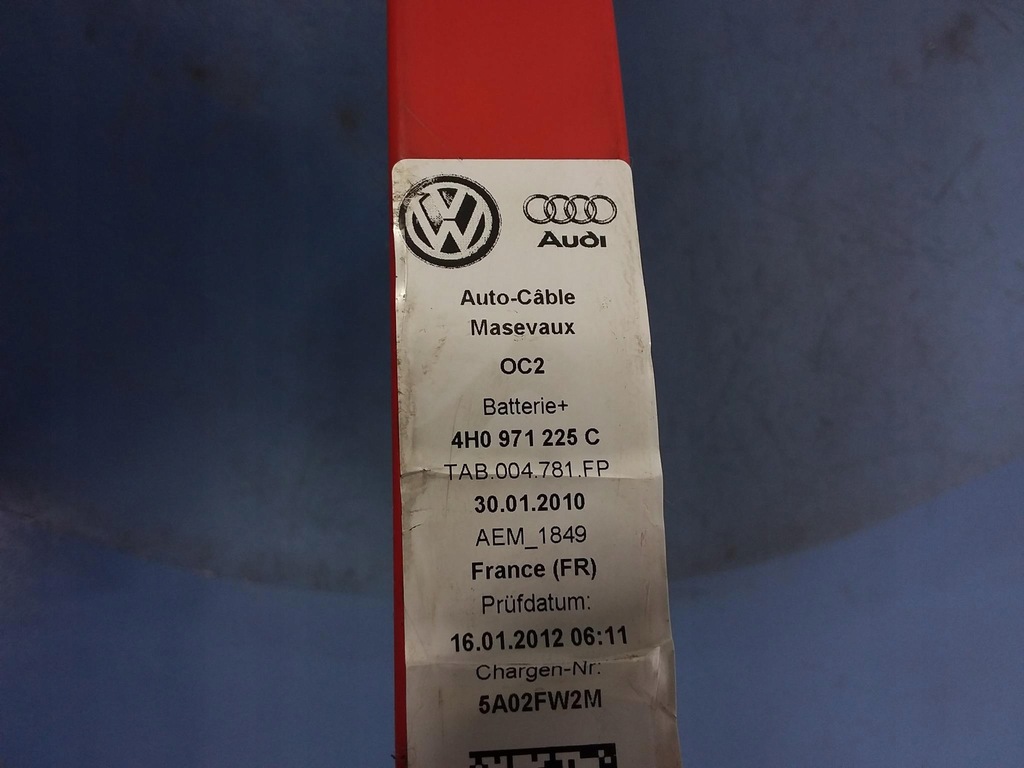 VW
Audi
Auto-Câble
Masevaux
OC2
Batterie+
4H0 971 225 C
TAB.004.781.FP
30.01.2010
AEM_1849
France (FR)
Prüfdatum:
16.01.2012 06:11
Chargen-Nr:
5A02FW2M